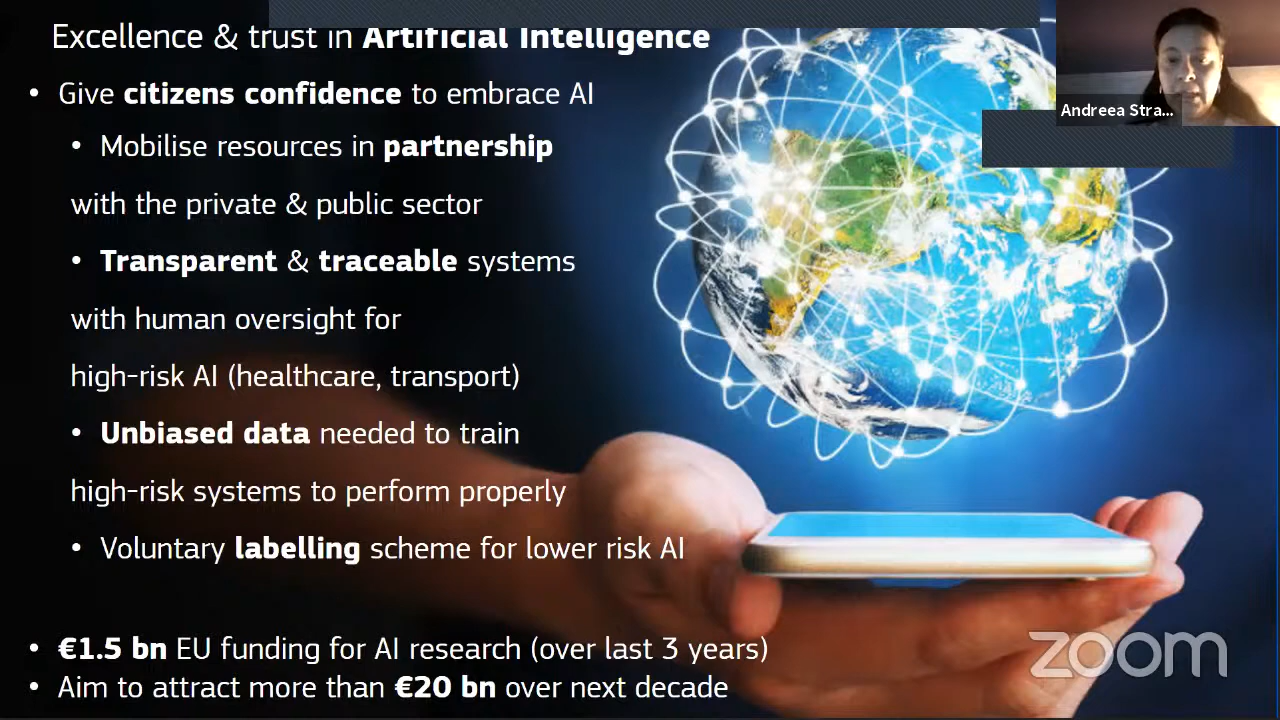 Excellence & trust in Artificial Intelligence
• Give citizens confidence to embrace AI
• Mobilise resources in partnership
with the private & public sector
• Transparent & traceable systems
with human oversight for
high-risk AI (healthcare, transport)
• Unbiased data needed to train
high-risk systems to perform properly
• Voluntary labelling scheme for lower risk AI
• €1.5 bn EU funding for AI research (over last 3 years)
• Aim to attract more than €20 bn over next decade
Andreea Stra...
zoom